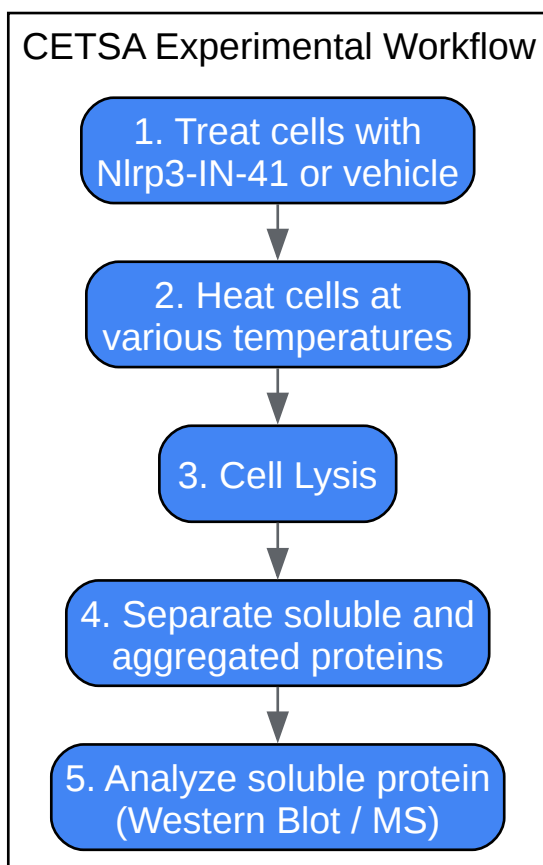 CETSA Experimental Workflow
1. Treat cells with
Nlrp3-IN-41 or vehicle
2. Heat cells at
various temperatures
3. Cell Lysis
4. Separate soluble and
aggregated proteins
5. Analyze soluble protein
(Western Blot / MS)